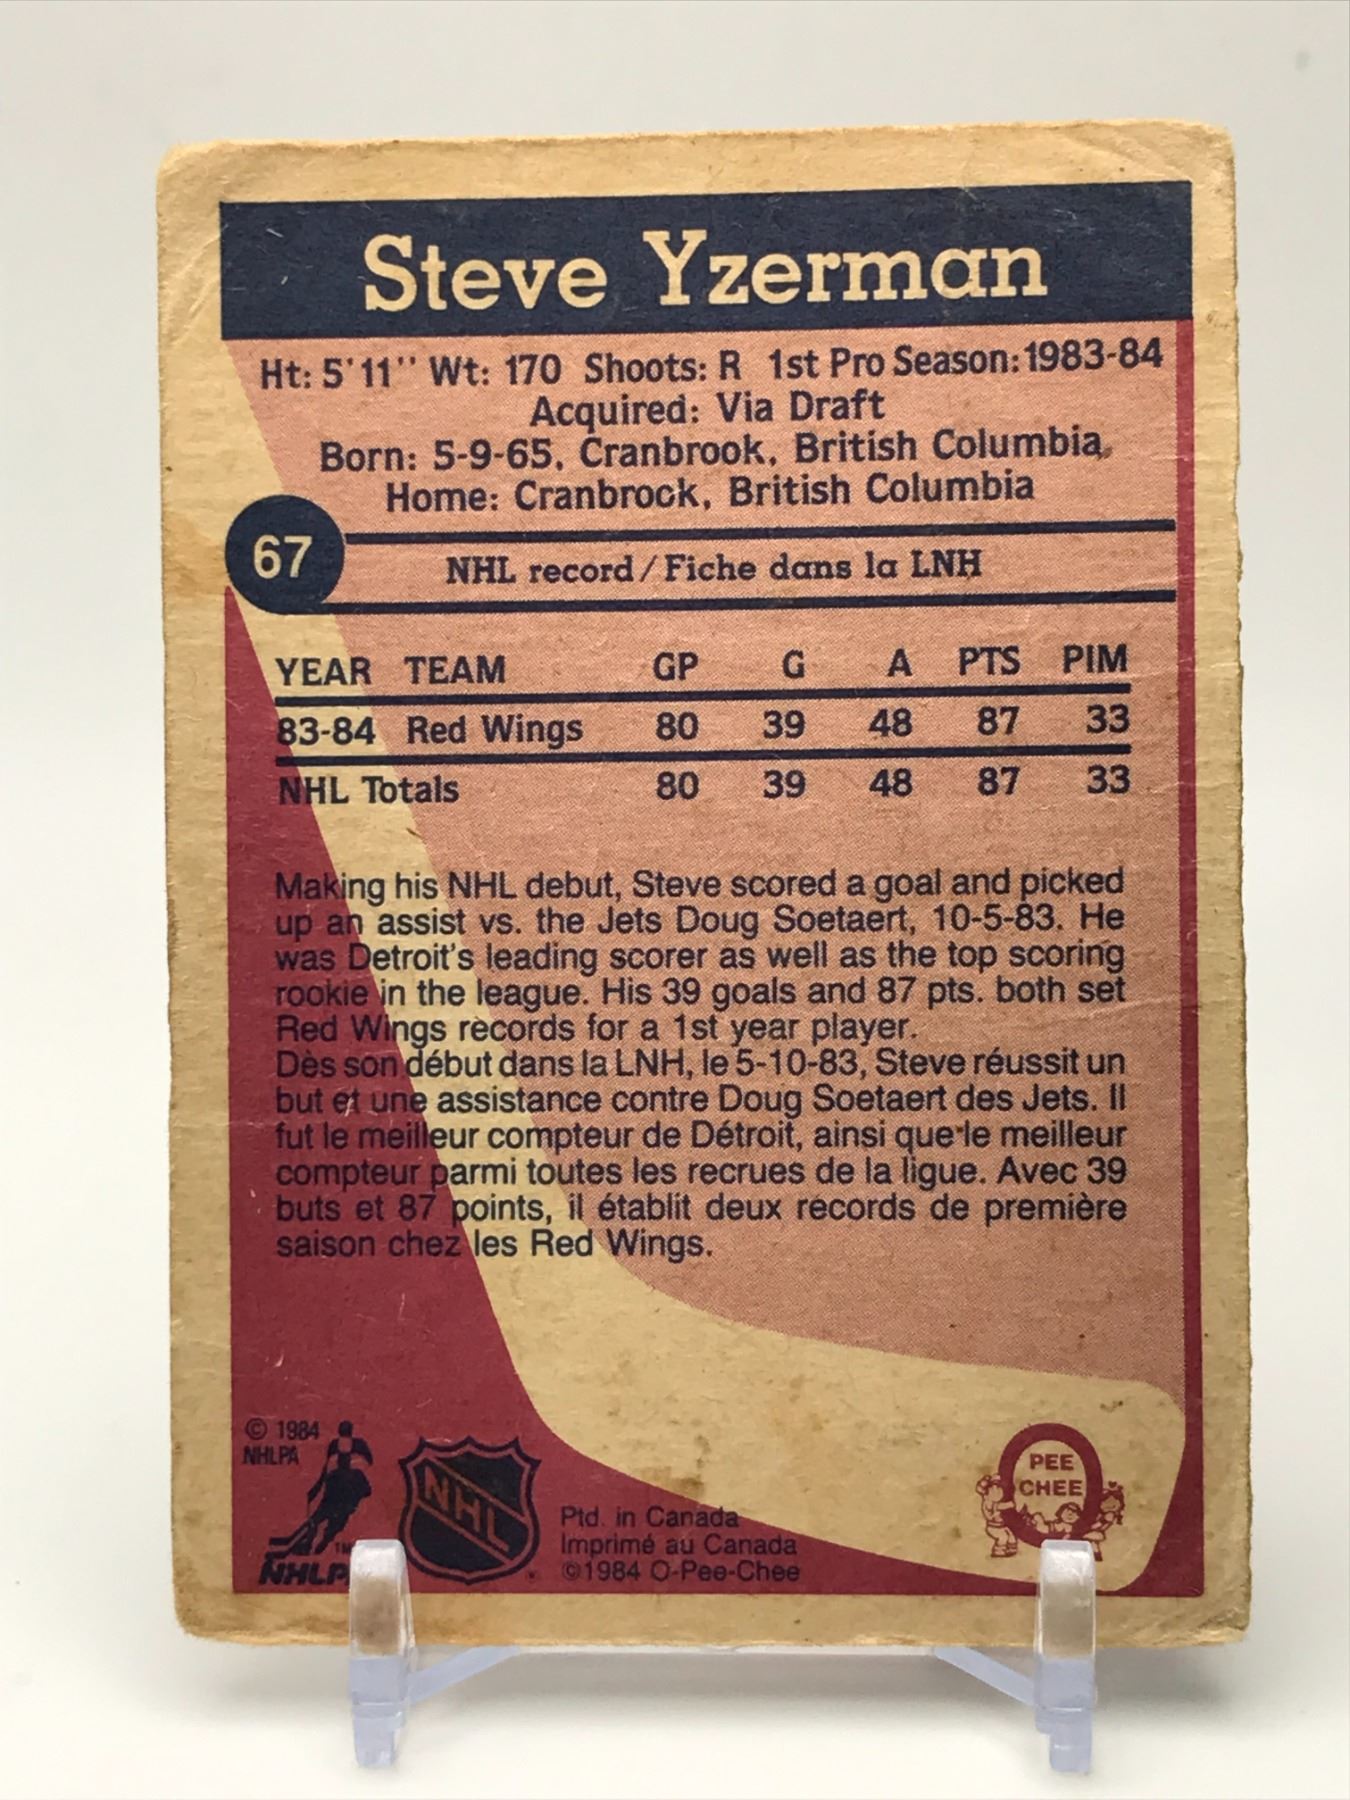 Steve Yzerman
Ht: 5'11'' Wt: 170 Shoots: R 1st Pro Season: 1983-84
Acquired: Via Draft
Born: 5-9-65, Cranbrook, British Columbia,
Home: Cranbrock, British Columbia
67
NHL record / Fiche dans la LNH
YEAR TEAM GP G A PTS PIM
83-84 Red Wings 80 39 48 87 33
NHL Totals 80 39 48 87 33
Making his NHL debut, Steve scored a goal and picked
up an assist vs. the Jets Doug Soetaert, 10-5-83. He
was Detroit's leading scorer as well as the top scoring
rookie in the league. His 39 goals and 87 pts. both set
Red Wings records for a 1st year player.
Dès son début dans la LNH, le 5-10-83, Steve réussit un
but et une assistance contre Doug Soetaert des Jets. Il
fut le meilleur compteur de Détroit, ainsi que le meilleur
compteur parmi toutes les recrues de la ligue. Avec 39
buts et 87 points, il établit deux records de première
saison chez les Red Wings.
© 1984
NHLPA
TM
NHLP
NHL
Ptd. in Canada
Imprimé au Canada
©1984 O-Pee-Chee
PEE
CHEE